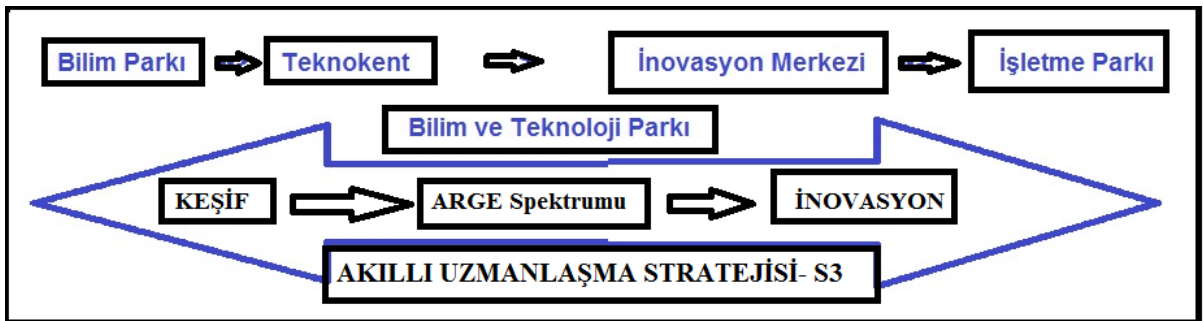 Bilim Parkı
Teknokent
İnovasyon Merkezi
İşletme Parkı
Bilim ve Teknoloji Parkı
KEŞİF
ARGE Spektrumu
İNOVASYON
AKILLI UZMANLAŞMA STRATEJİSİ- S3